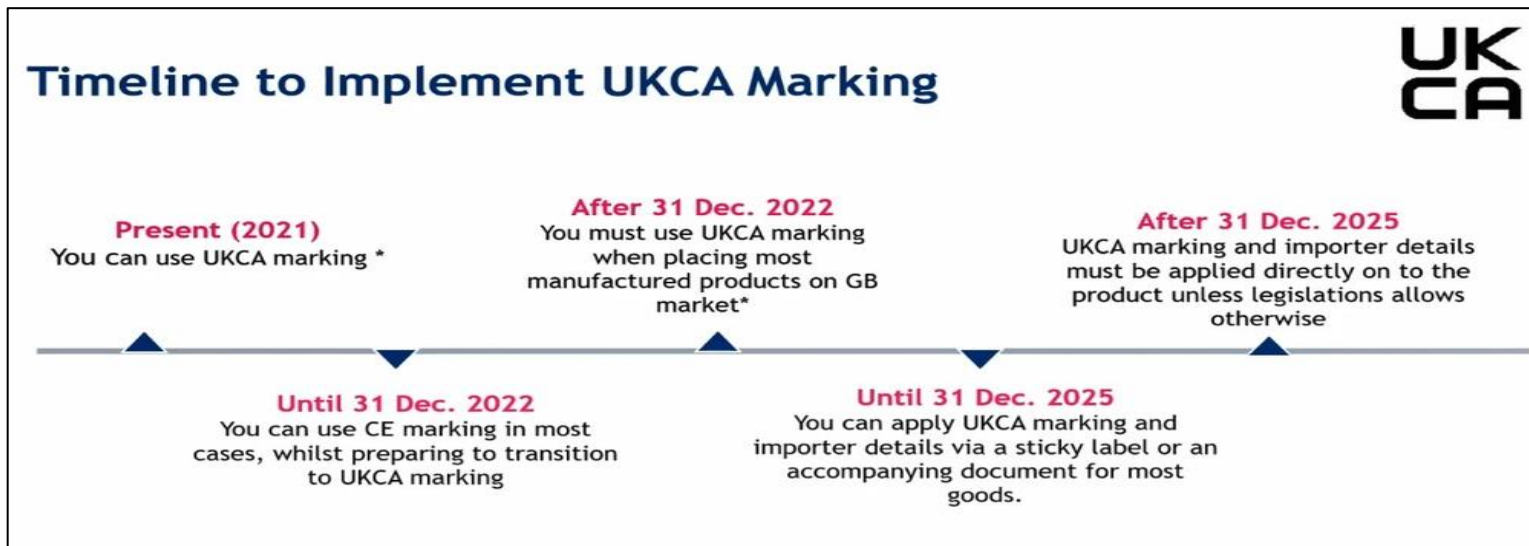 Timeline to Implement UKCA Marking
UK
CA
Present (2021)
You can use UKCA marking *
Until 31 Dec. 2022
You can use CE marking in most
cases, whilst preparing to transition
to UKCA marking
After 31 Dec. 2022
You must use UKCA marking
when placing most
manufactured products on GB
market*
Until 31 Dec. 2025
You can apply UKCA marking and
importer details via a sticky label or an
accompanying document for most
goods.
After 31 Dec. 2025
UKCA marking and importer details
must be applied directly on to the
product unless legislations allows
otherwise